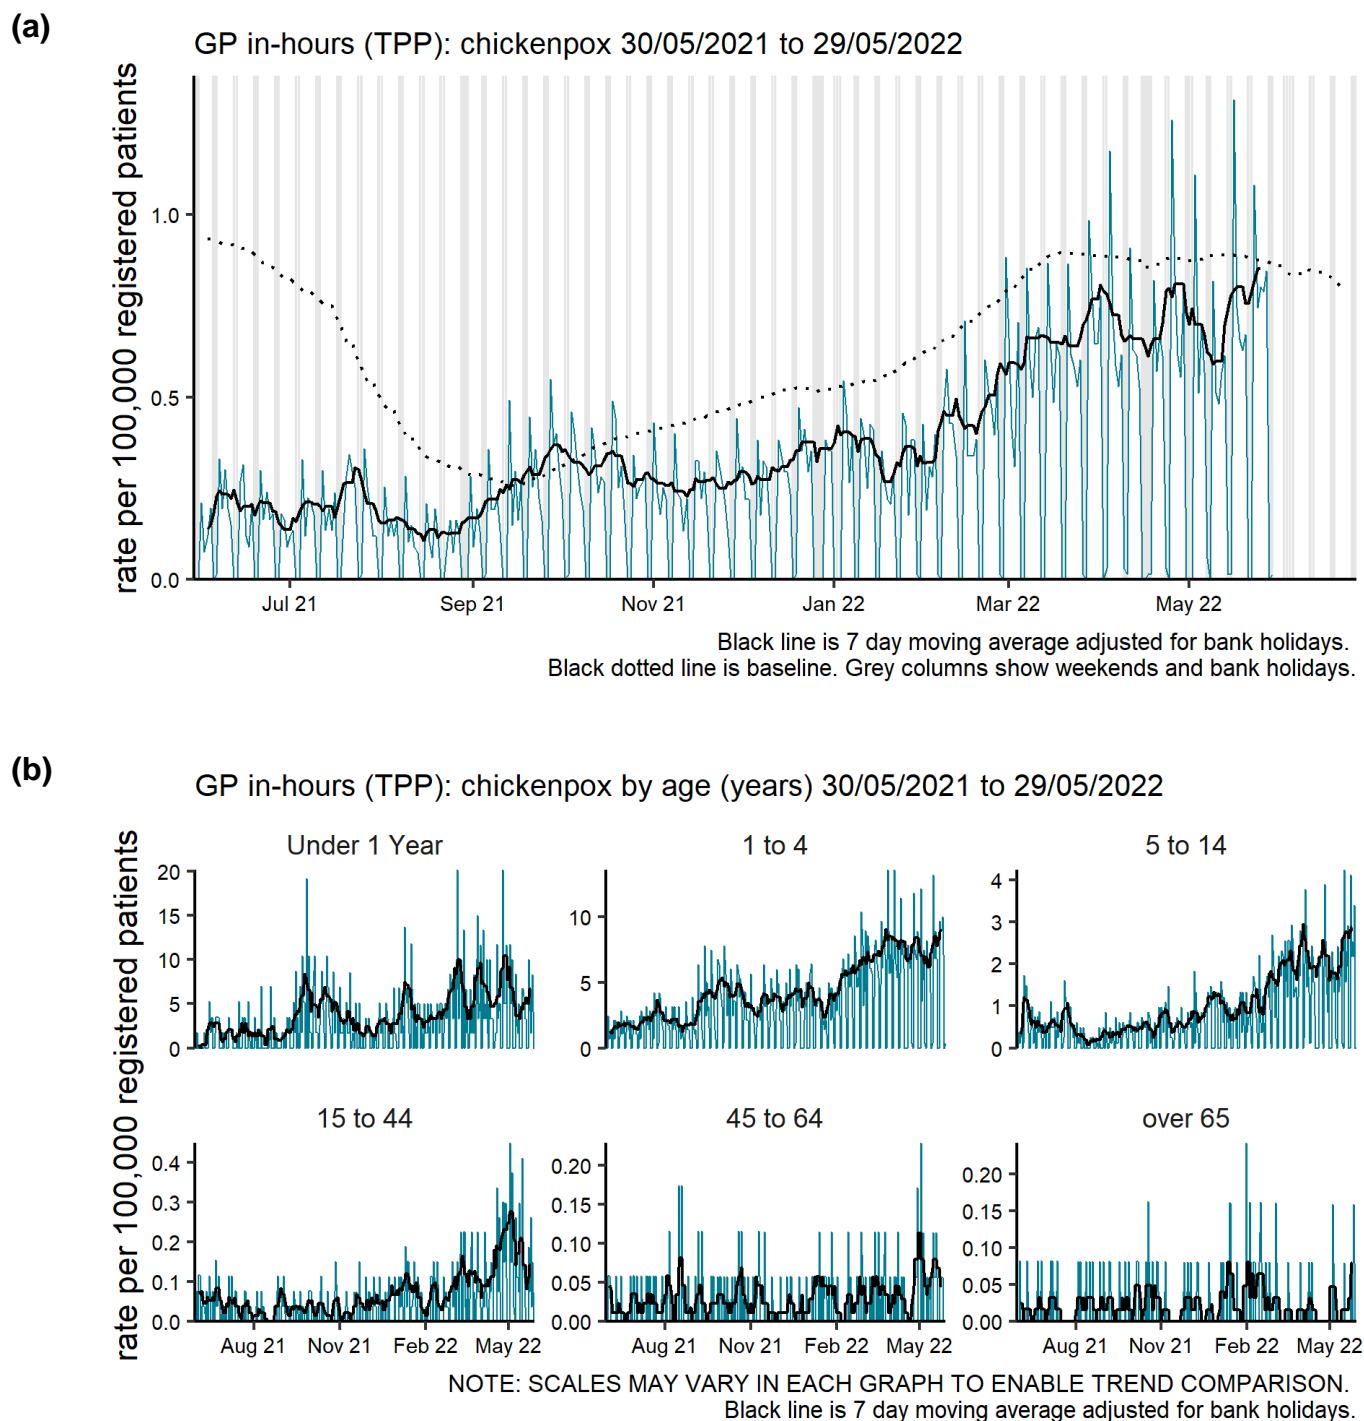 (a)
GP in-hours (TPP): chickenpox 30/05/2021 to 29/05/2022
rate per 100,000 registered patients
1.0
0.5
0.0
Jul 21 Sep 21 Nov 21 Jan 22 Mar 22 May 22
Black line is 7 day moving average adjusted for bank holidays.
Black dotted line is baseline. Grey columns show weekends and bank holidays.
(b)
GP in-hours (TPP): chickenpox by age (years) 30/05/2021 to 29/05/2022
rate per 100,000 registered patients
Under 1 Year
20
15
10
5
0
1 to 4
10
5
0
5 to 14
4
3
2
1
0
15 to 44
0.4
0.3
0.2
0.1
0.0
Aug 21 Nov 21 Feb 22 May 22
45 to 64
0.20
0.15
0.10
0.05
0.00
Aug 21 Nov 21 Feb 22 May 22
over 65
0.20
0.15
0.10
0.05
0.00
Aug 21 Nov 21 Feb 22 May 22
NOTE: SCALES MAY VARY IN EACH GRAPH TO ENABLE TREND COMPARISON.
Black line is 7 day moving average adjusted for bank holidays.